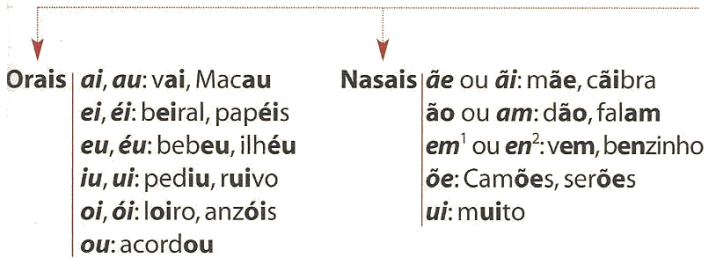 Orais ai, au: vai, Macau
ei, éi: beiral, papéis
eu, éu: bebeu, ilhéu
iu, ui: pediu, ruivo
oi, ói: loiro, anzóis
ou: acordou
Nasais ãe ou ãi: mãe, cãibra
ão ou am: dão, falam
em¹ ou en²: vem, benzinho
õe: Camões, serões
ui: muito